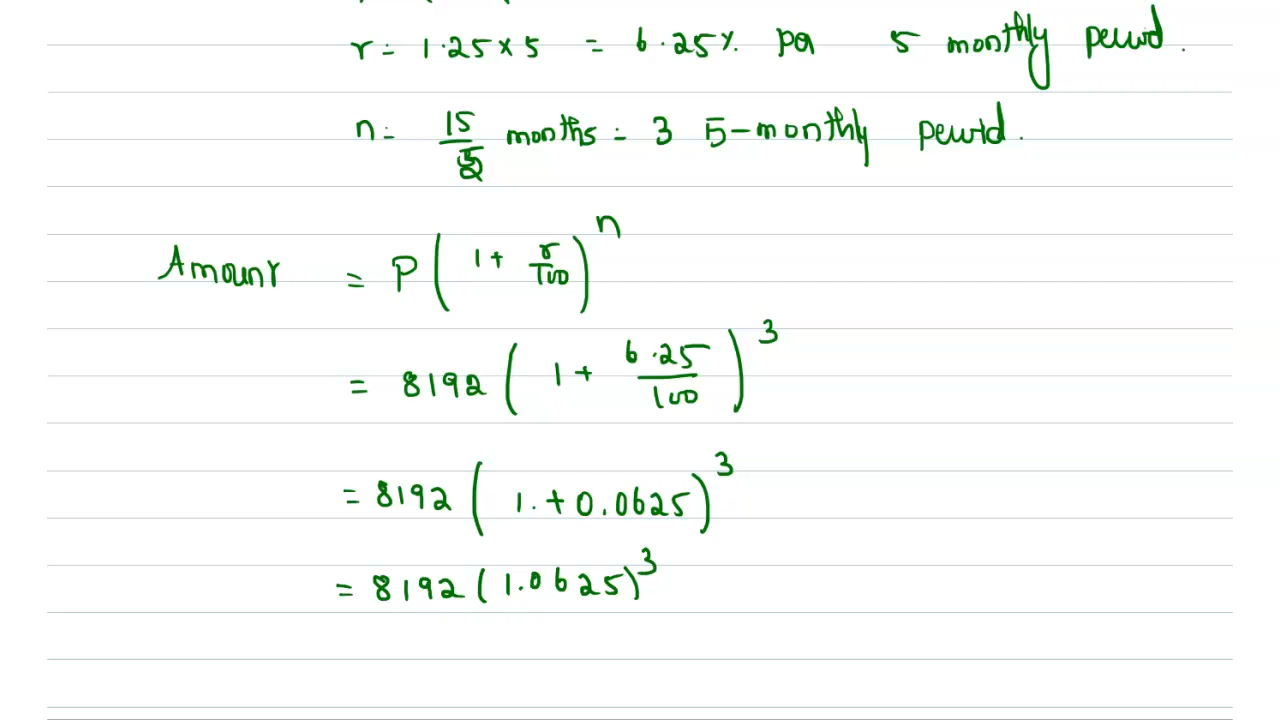 r = 1.25 × 5 = 6.25% per 5 monthly period.
n = 15/5 months = 3 5-monthly period.
Amount = P(1 + r/100)^n
= 8192(1 + 6.25/100)^3
= 8192(1. + 0.0625)^3
= 8192(1.0625)^3